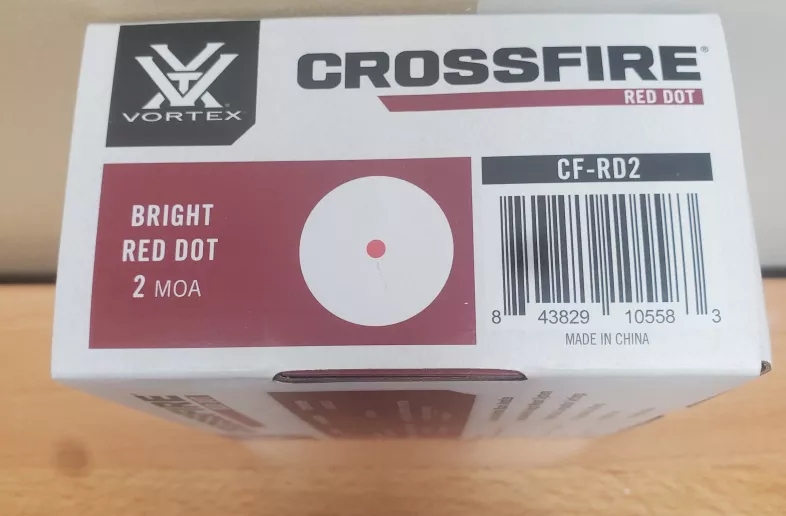 VORTEX
CROSSFIRE®
RED DOT
CF-RD2
BRIGHT
RED DOT
2 MOA
8 43829 10558 3
MADE IN CHINA